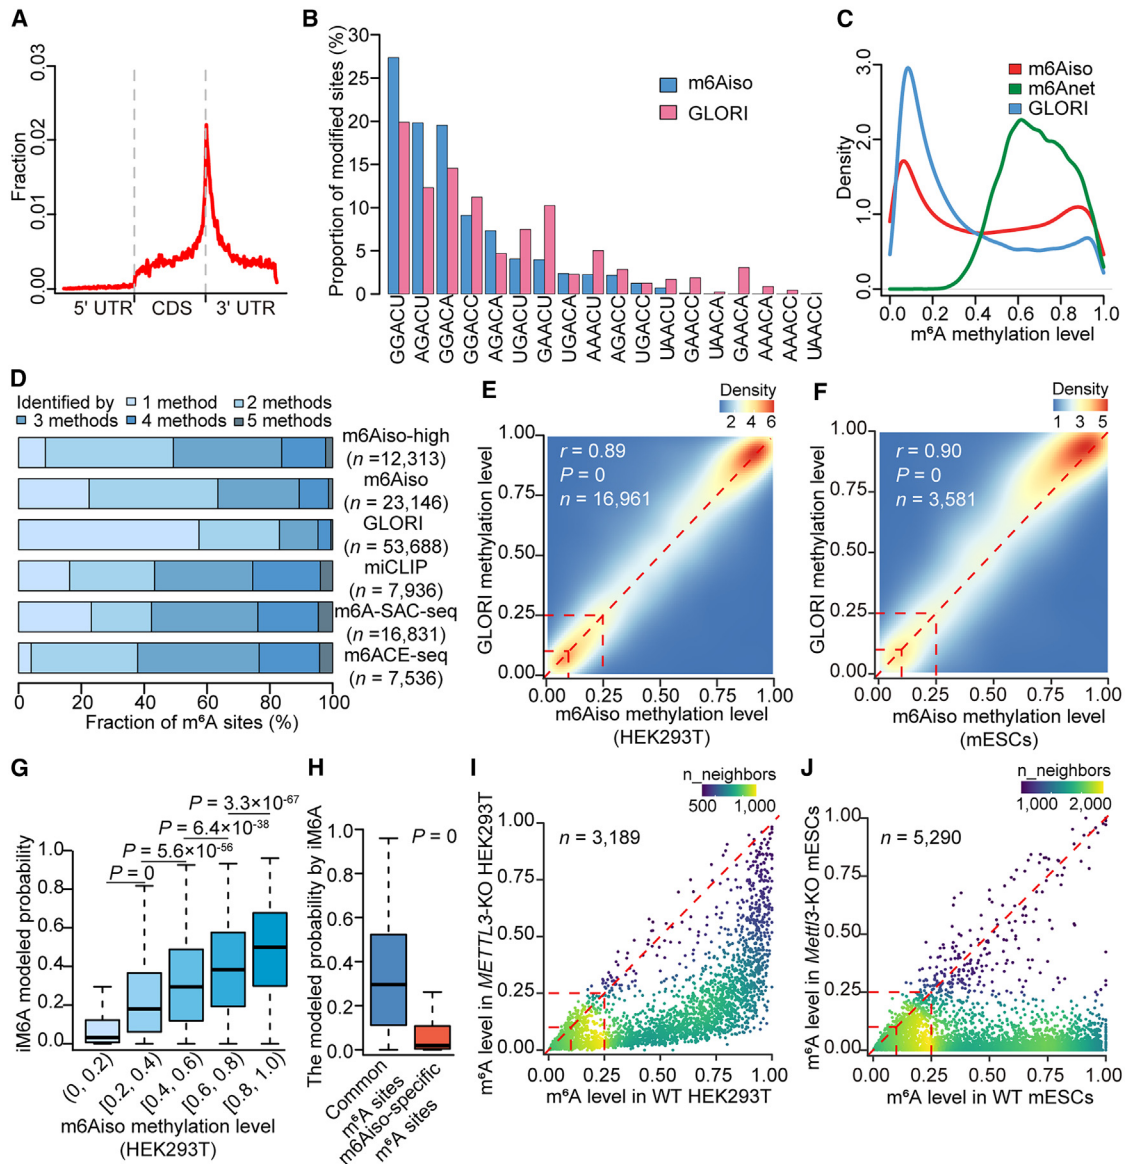 A
Fraction
0.03
0.02
0.01
0.00
5' UTR
CDS
3' UTR
B
Proportion of modified sites (%)
30
25
20
15
10
5
0
m6Aiso
GLORI
GGACU
AGACU
GGACA
GGACC
AGACA
UGACU
GAACU
UGACA
AAACU
AGACC
UGACC
UAACU
GAACC
UAACA
GAACA
AAACA
AAACC
UAACC
C
Density
3.0
2.0
1.0
0.0
m6Aiso
m6Anet
GLORI
0.0 0.2 0.4 0.6 0.8 1.0
m⁶A methylation level
D
Identified by
1 method
2 methods
3 methods
4 methods
5 methods
m6Aiso-high
(n =12,313)
m6Aiso
(n = 23,146)
GLORI
(n = 53,688)
miCLIP
(n = 7,936)
m6A-SAC-seq
(n =16,831)
m6ACE-seq
(n = 7,536)
0 20 40 60 80 100
Fraction of m⁶A sites (%)
E
Density
2 4 6
GLORI methylation level
1.00
0.75
0.50
0.25
0.00
r = 0.89
P = 0
n = 16,961
0.00 0.25 0.50 0.75 1.00
m6Aiso methylation level
(HEK293T)
F
Density
1 3 5
GLORI methylation level
1.00
0.75
0.50
0.25
0.00
r = 0.90
P = 0
n = 3,581
0.00 0.25 0.50 0.75 1.00
m6Aiso methylation level
(mESCs)
G
P = 3.3×10⁻⁶⁷
P = 6.4×10⁻³⁸
P = 5.6×10⁻⁵⁶
P = 0
iM6A modeled probability
1.0
0.8
0.6
0.4
0.2
0.0
(0, 0.2)
[0.2, 0.4)
[0.4, 0.6)
[0.6, 0.8)
[0.8, 1.0)
m6Aiso methylation level
(HEK293T)
H
The modeled probability by iM6A
1.0
0.8
0.6
0.4
0.2
0.0
P = 0
Common
m⁶A sites
m6Aiso-specific
m⁶A sites
I
n_neighbors
500 1,000
m⁶A level in METTL3-KO HEK293T
1.00
0.75
0.50
0.25
0.00
n = 3,189
0.00 0.25 0.50 0.75 1.00
m⁶A level in WT HEK293T
J
n_neighbors
1,000 2,000
m⁶A level in Mettl3-KO mESCs
1.00
0.75
0.50
0.25
0.00
n = 5,290
0.00 0.25 0.50 0.75 1.00
m⁶A level in WT mESCs